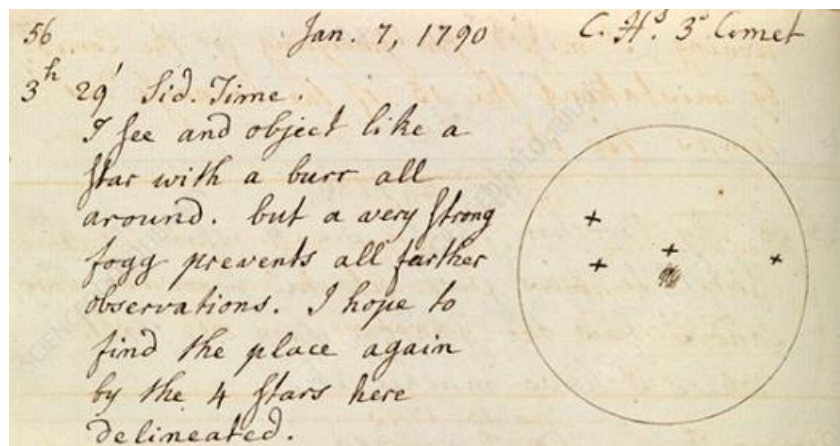 56 Jan. 7, 1790 C. H.s 3d Comet
3h 29' Sid. Time.
I see and object like a
star with a burr all
around. but a very strong
fogg prevents all farther
observations. I hope to
find the place again
by the 4 stars here
delineated.